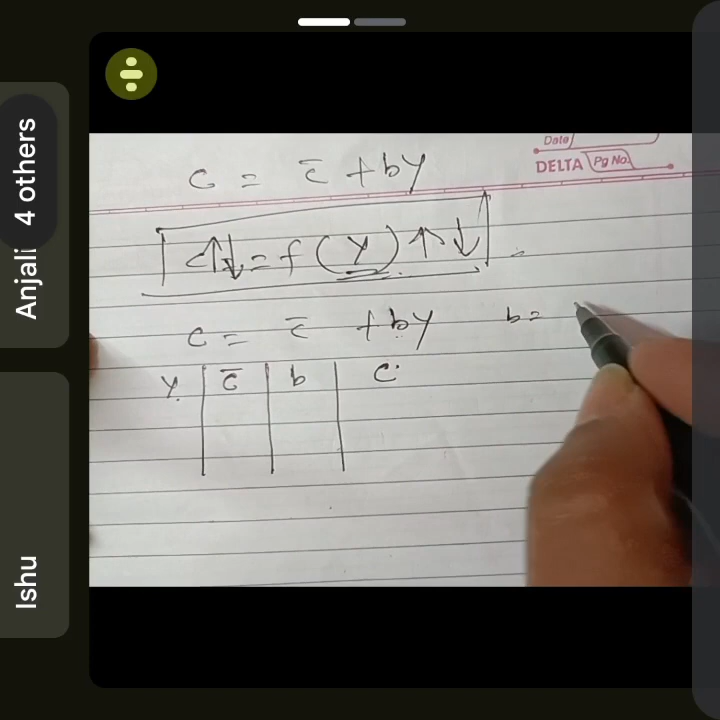 Date
DELTA Pg No.
c = c̄ + by
c↑↓ = f (y) ↑↓
c = c̄ + by b =
y c̄ b c
Anjali 4 others
Ishu